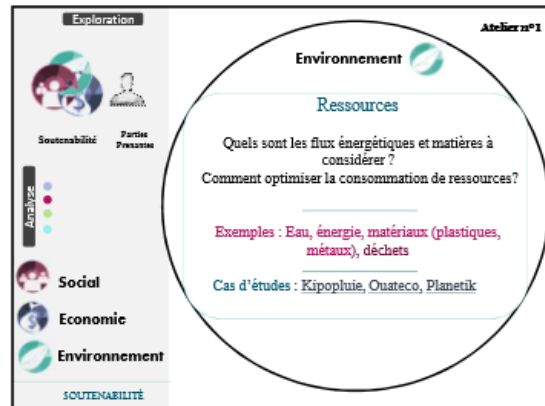 Exploration
Atelier n°1
Environnement
Soutenabilité
Parties
Prenantes
Ressources
Quels sont les flux énergétiques et matières à
considérer ?
Comment optimiser la consommation de ressources?
Analyse
Exemples : Eau, énergie, matériaux (plastiques,
métaux), déchets
Cas d'études : Kipopluie, Ouateco, Planetik
Social
Economie
Environnement
SOUTENABILITÉ